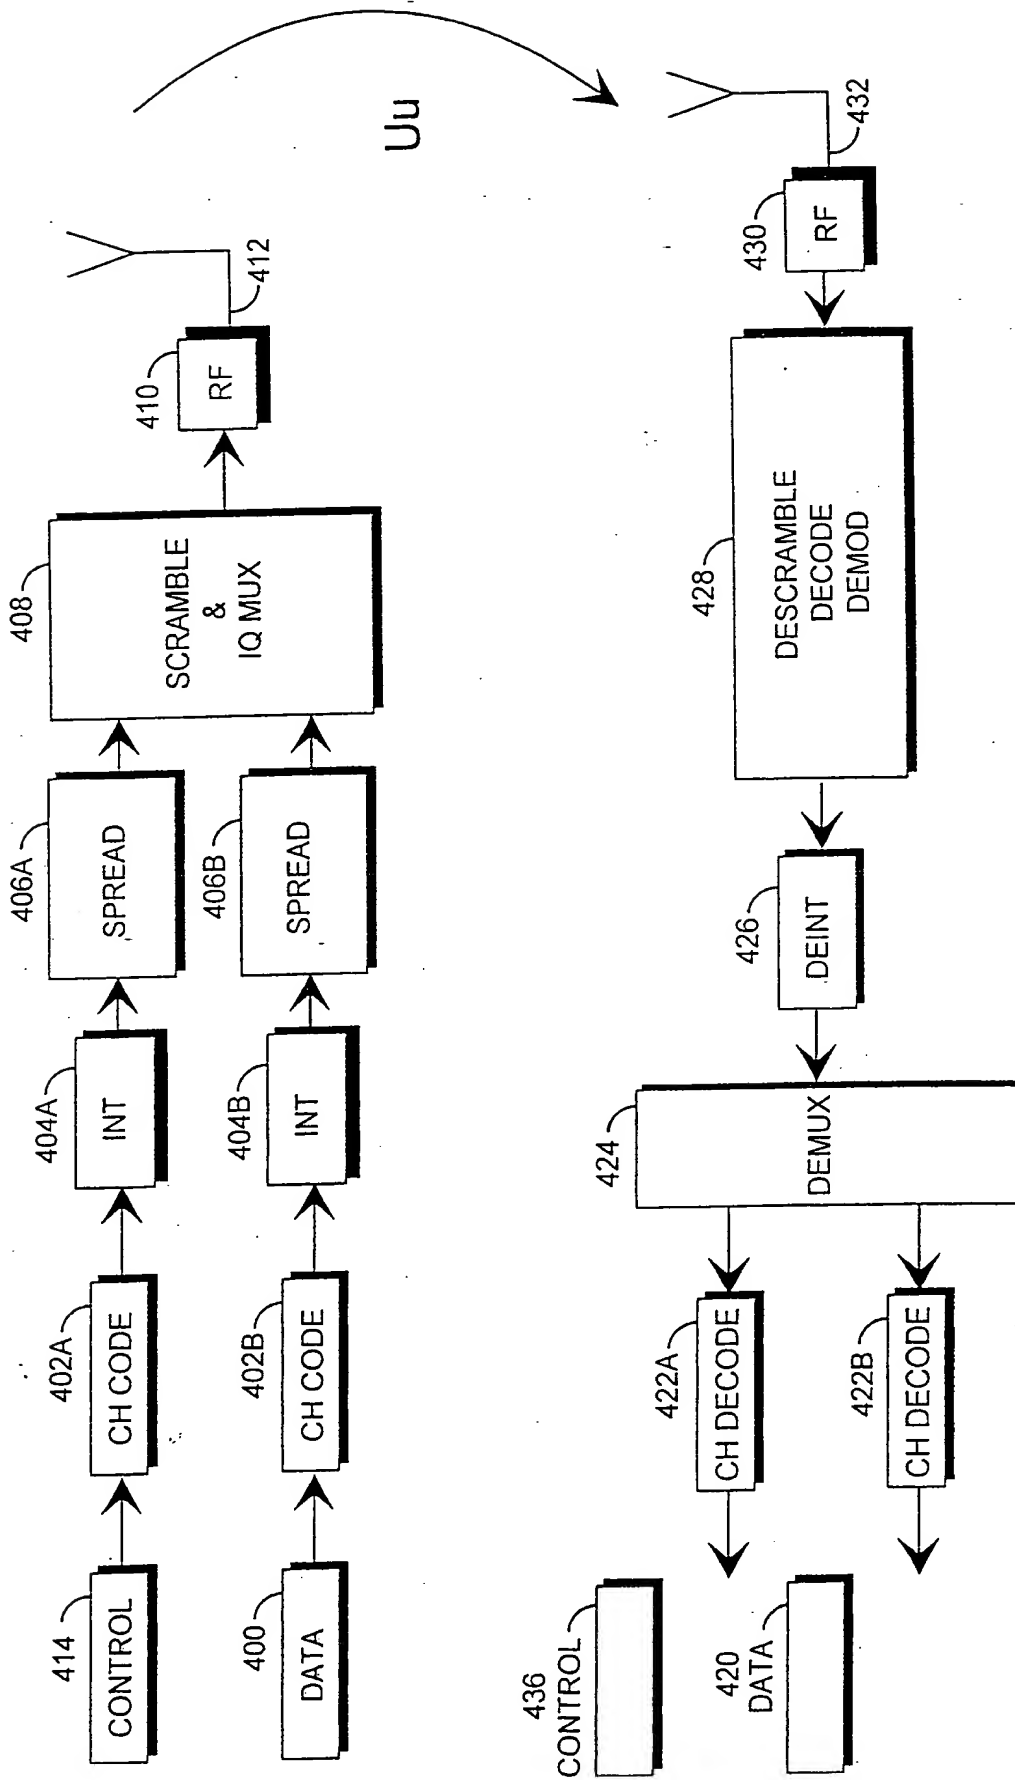 414
CONTROL
402A
CH CODE
404A
INT
406A
SPREAD
408
SCRAMBLE
&
IQ MUX
410
RF
412
400
DATA
402B
CH CODE
404B
INT
406B
SPREAD
Uu
436
CONTROL
420
DATA
422A
CH DECODE
422B
CH DECODE
424
DEMUX
426
DEINT
428
DESCRAMBLE
DECODE
DEMOD
430
RF
432